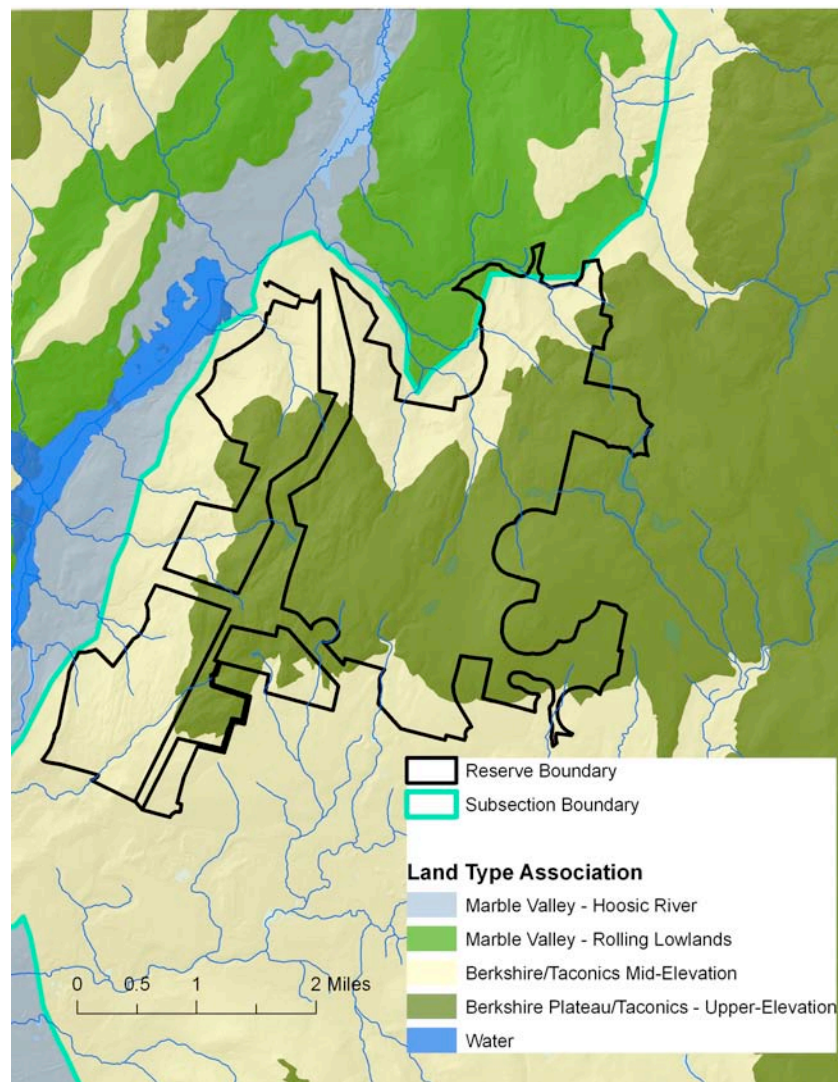 Reserve Boundary
Subsection Boundary
Land Type Association
Marble Valley - Hoosic River
Marble Valley - Rolling Lowlands
Berkshire/Taconics Mid-Elevation
Berkshire Plateau/Taconics - Upper-Elevation
Water
0 0.5 1 2 Miles